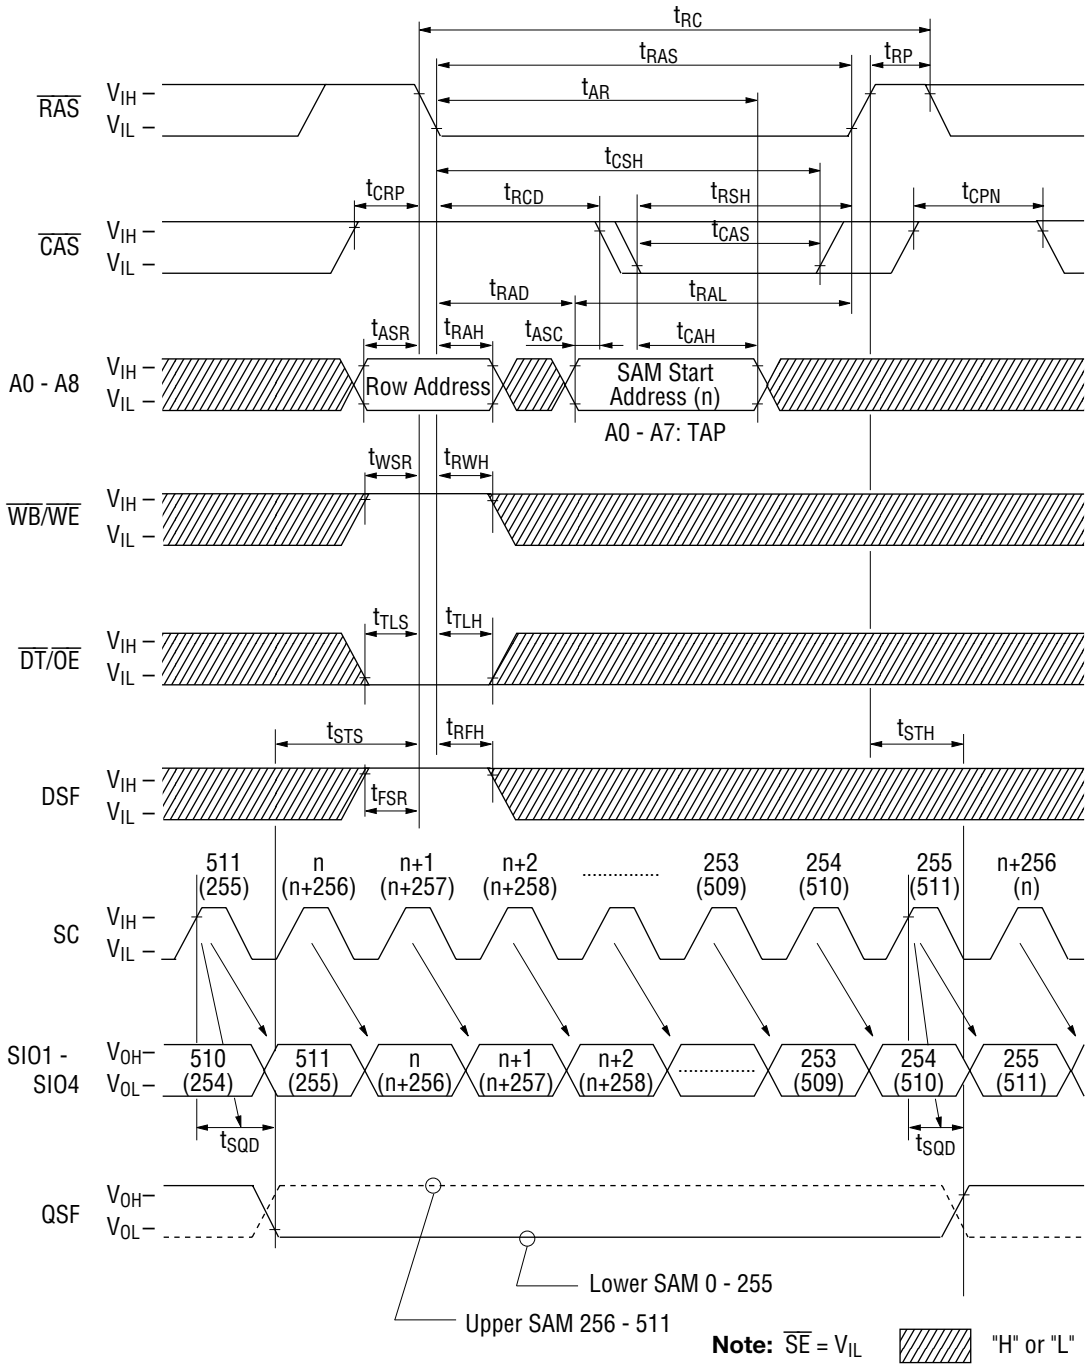 tRC
tRAS
tRP
RAS
VIH
VIL
tAR
tCSH
tCRP
tRCD
tRSH
tCPN
CAS
VIH
VIL
tCAS
tRAD
tRAL
tASR
tRAH
tASC
tCAH
A0 - A8
VIH
VIL
Row Address
SAM Start
Address (n)
A0 - A7: TAP
tWSR
tRWH
WB/WE
VIH
VIL
tTLS
tTLH
DT/OE
VIH
VIL
tSTS
tRFH
tSTH
DSF
VIH
VIL
tFSR
511
(255)
n
(n+256)
n+1
(n+257)
n+2
(n+258)
..............
253
(509)
254
(510)
255
(511)
n+256
(n)
SC
VIH
VIL
SIO1 -
SIO4
VOH
VOL
510
(254)
511
(255)
n
(n+256)
n+1
(n+257)
n+2
(n+258)
..............
253
(509)
254
(510)
255
(511)
tSQD
tSQD
QSF
VOH
VOL
Lower SAM 0 - 255
Upper SAM 256 - 511
Note: SE = VIL
"H" or "L"